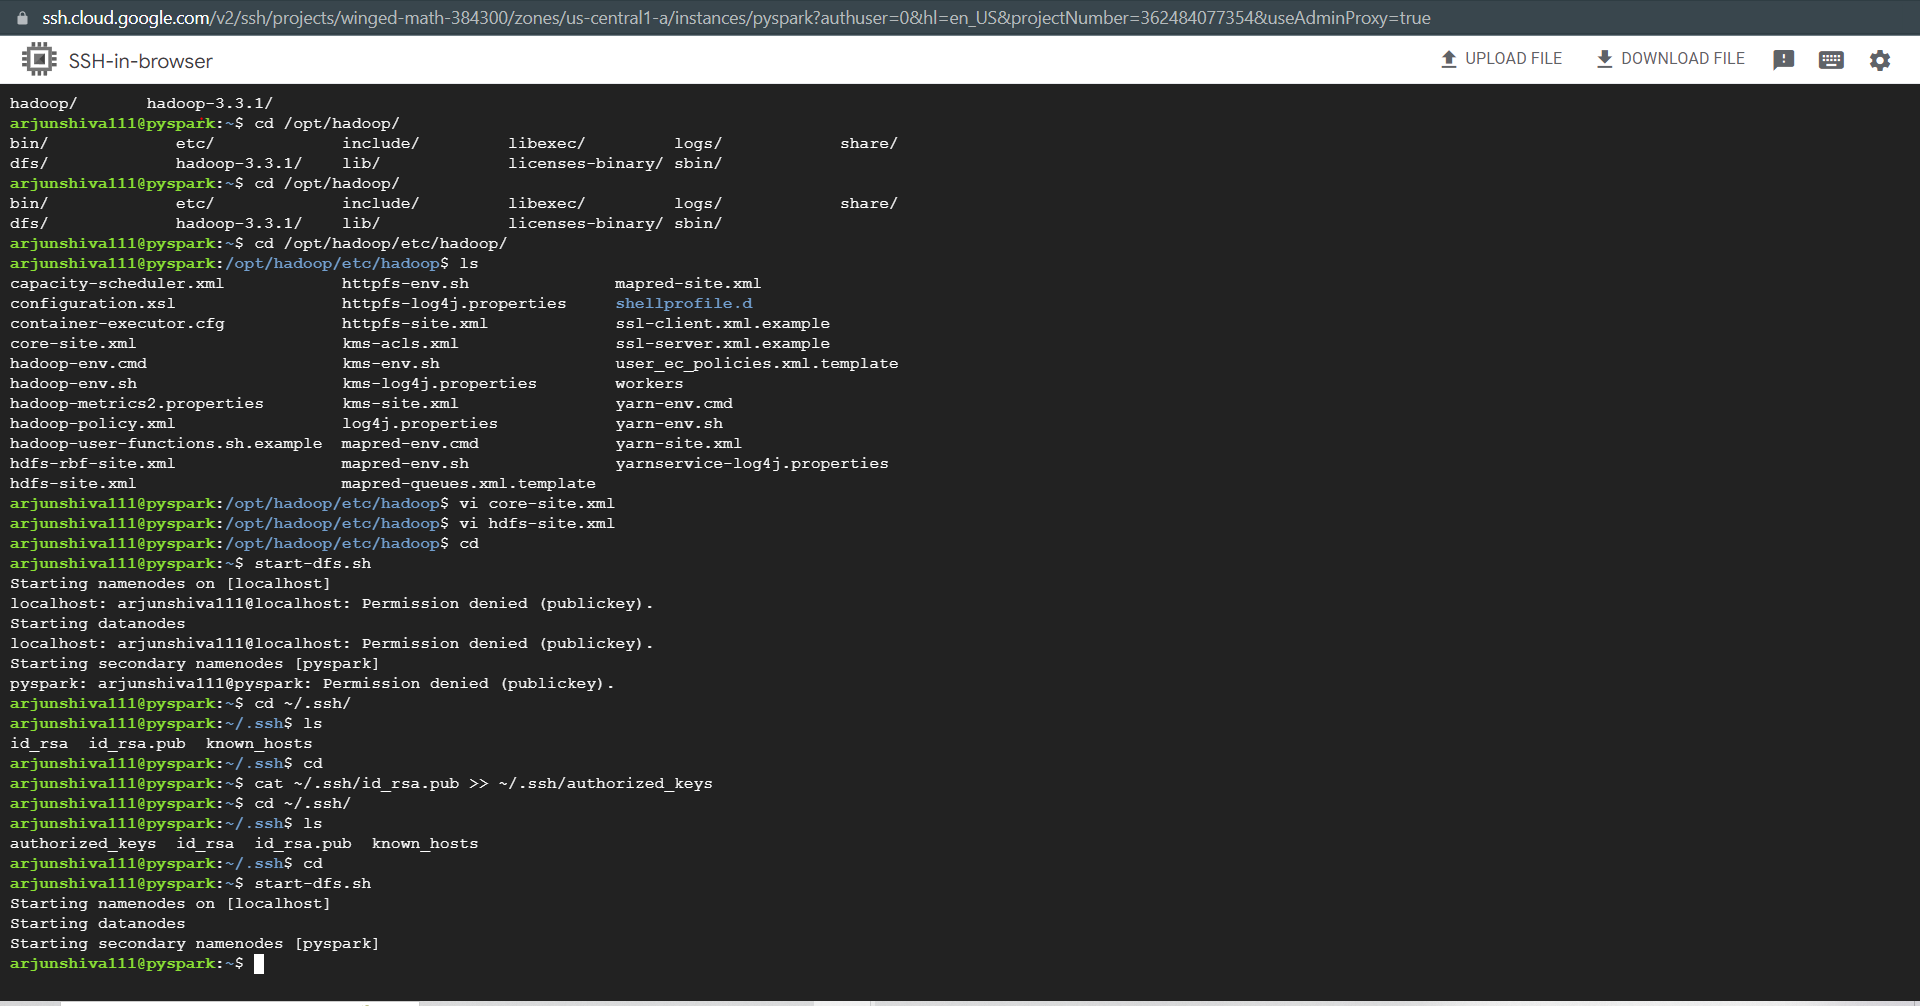 ssh.cloud.google.com/v2/ssh/projects/winged-math-384300/zones/us-central1-a/instances/pyspark?authuser=0&hl=en_US&projectNumber=362484077354&useAdminProxy=true
SSH-in-browser UPLOAD FILE DOWNLOAD FILE
hadoop/       hadoop-3.3.1/
arjunshiva111@pyspark:~$ cd /opt/hadoop/
bin/             etc/             include/         libexec/         logs/            share/
dfs/             hadoop-3.3.1/    lib/             licenses-binary/ sbin/
arjunshiva111@pyspark:~$ cd /opt/hadoop/
bin/             etc/             include/         libexec/         logs/            share/
dfs/             hadoop-3.3.1/    lib/             licenses-binary/ sbin/
arjunshiva111@pyspark:~$ cd /opt/hadoop/etc/hadoop/
arjunshiva111@pyspark:/opt/hadoop/etc/hadoop$ ls
capacity-scheduler.xml            httpfs-env.sh               mapred-site.xml
configuration.xsl                 httpfs-log4j.properties     shellprofile.d
container-executor.cfg            httpfs-site.xml             ssl-client.xml.example
core-site.xml                     kms-acls.xml                ssl-server.xml.example
hadoop-env.cmd                    kms-env.sh                  user_ec_policies.xml.template
hadoop-env.sh                     kms-log4j.properties        workers
hadoop-metrics2.properties        kms-site.xml                yarn-env.cmd
hadoop-policy.xml                 log4j.properties            yarn-env.sh
hadoop-user-functions.sh.example  mapred-env.cmd              yarn-site.xml
hdfs-rbf-site.xml                 mapred-env.sh               yarnservice-log4j.properties
hdfs-site.xml                     mapred-queues.xml.template
arjunshiva111@pyspark:/opt/hadoop/etc/hadoop$ vi core-site.xml
arjunshiva111@pyspark:/opt/hadoop/etc/hadoop$ vi hdfs-site.xml
arjunshiva111@pyspark:/opt/hadoop/etc/hadoop$ cd
arjunshiva111@pyspark:~$ start-dfs.sh
Starting namenodes on [localhost]
localhost: arjunshiva111@localhost: Permission denied (publickey).
Starting datanodes
localhost: arjunshiva111@localhost: Permission denied (publickey).
Starting secondary namenodes [pyspark]
pyspark: arjunshiva111@pyspark: Permission denied (publickey).
arjunshiva111@pyspark:~$ cd ~/.ssh/
arjunshiva111@pyspark:~/.ssh$ ls
id_rsa  id_rsa.pub  known_hosts
arjunshiva111@pyspark:~/.ssh$ cd
arjunshiva111@pyspark:~$ cat ~/.ssh/id_rsa.pub >> ~/.ssh/authorized_keys
arjunshiva111@pyspark:~$ cd ~/.ssh/
arjunshiva111@pyspark:~/.ssh$ ls
authorized_keys  id_rsa  id_rsa.pub  known_hosts
arjunshiva111@pyspark:~/.ssh$ cd
arjunshiva111@pyspark:~$ start-dfs.sh
Starting namenodes on [localhost]
Starting datanodes
Starting secondary namenodes [pyspark]
arjunshiva111@pyspark:~$